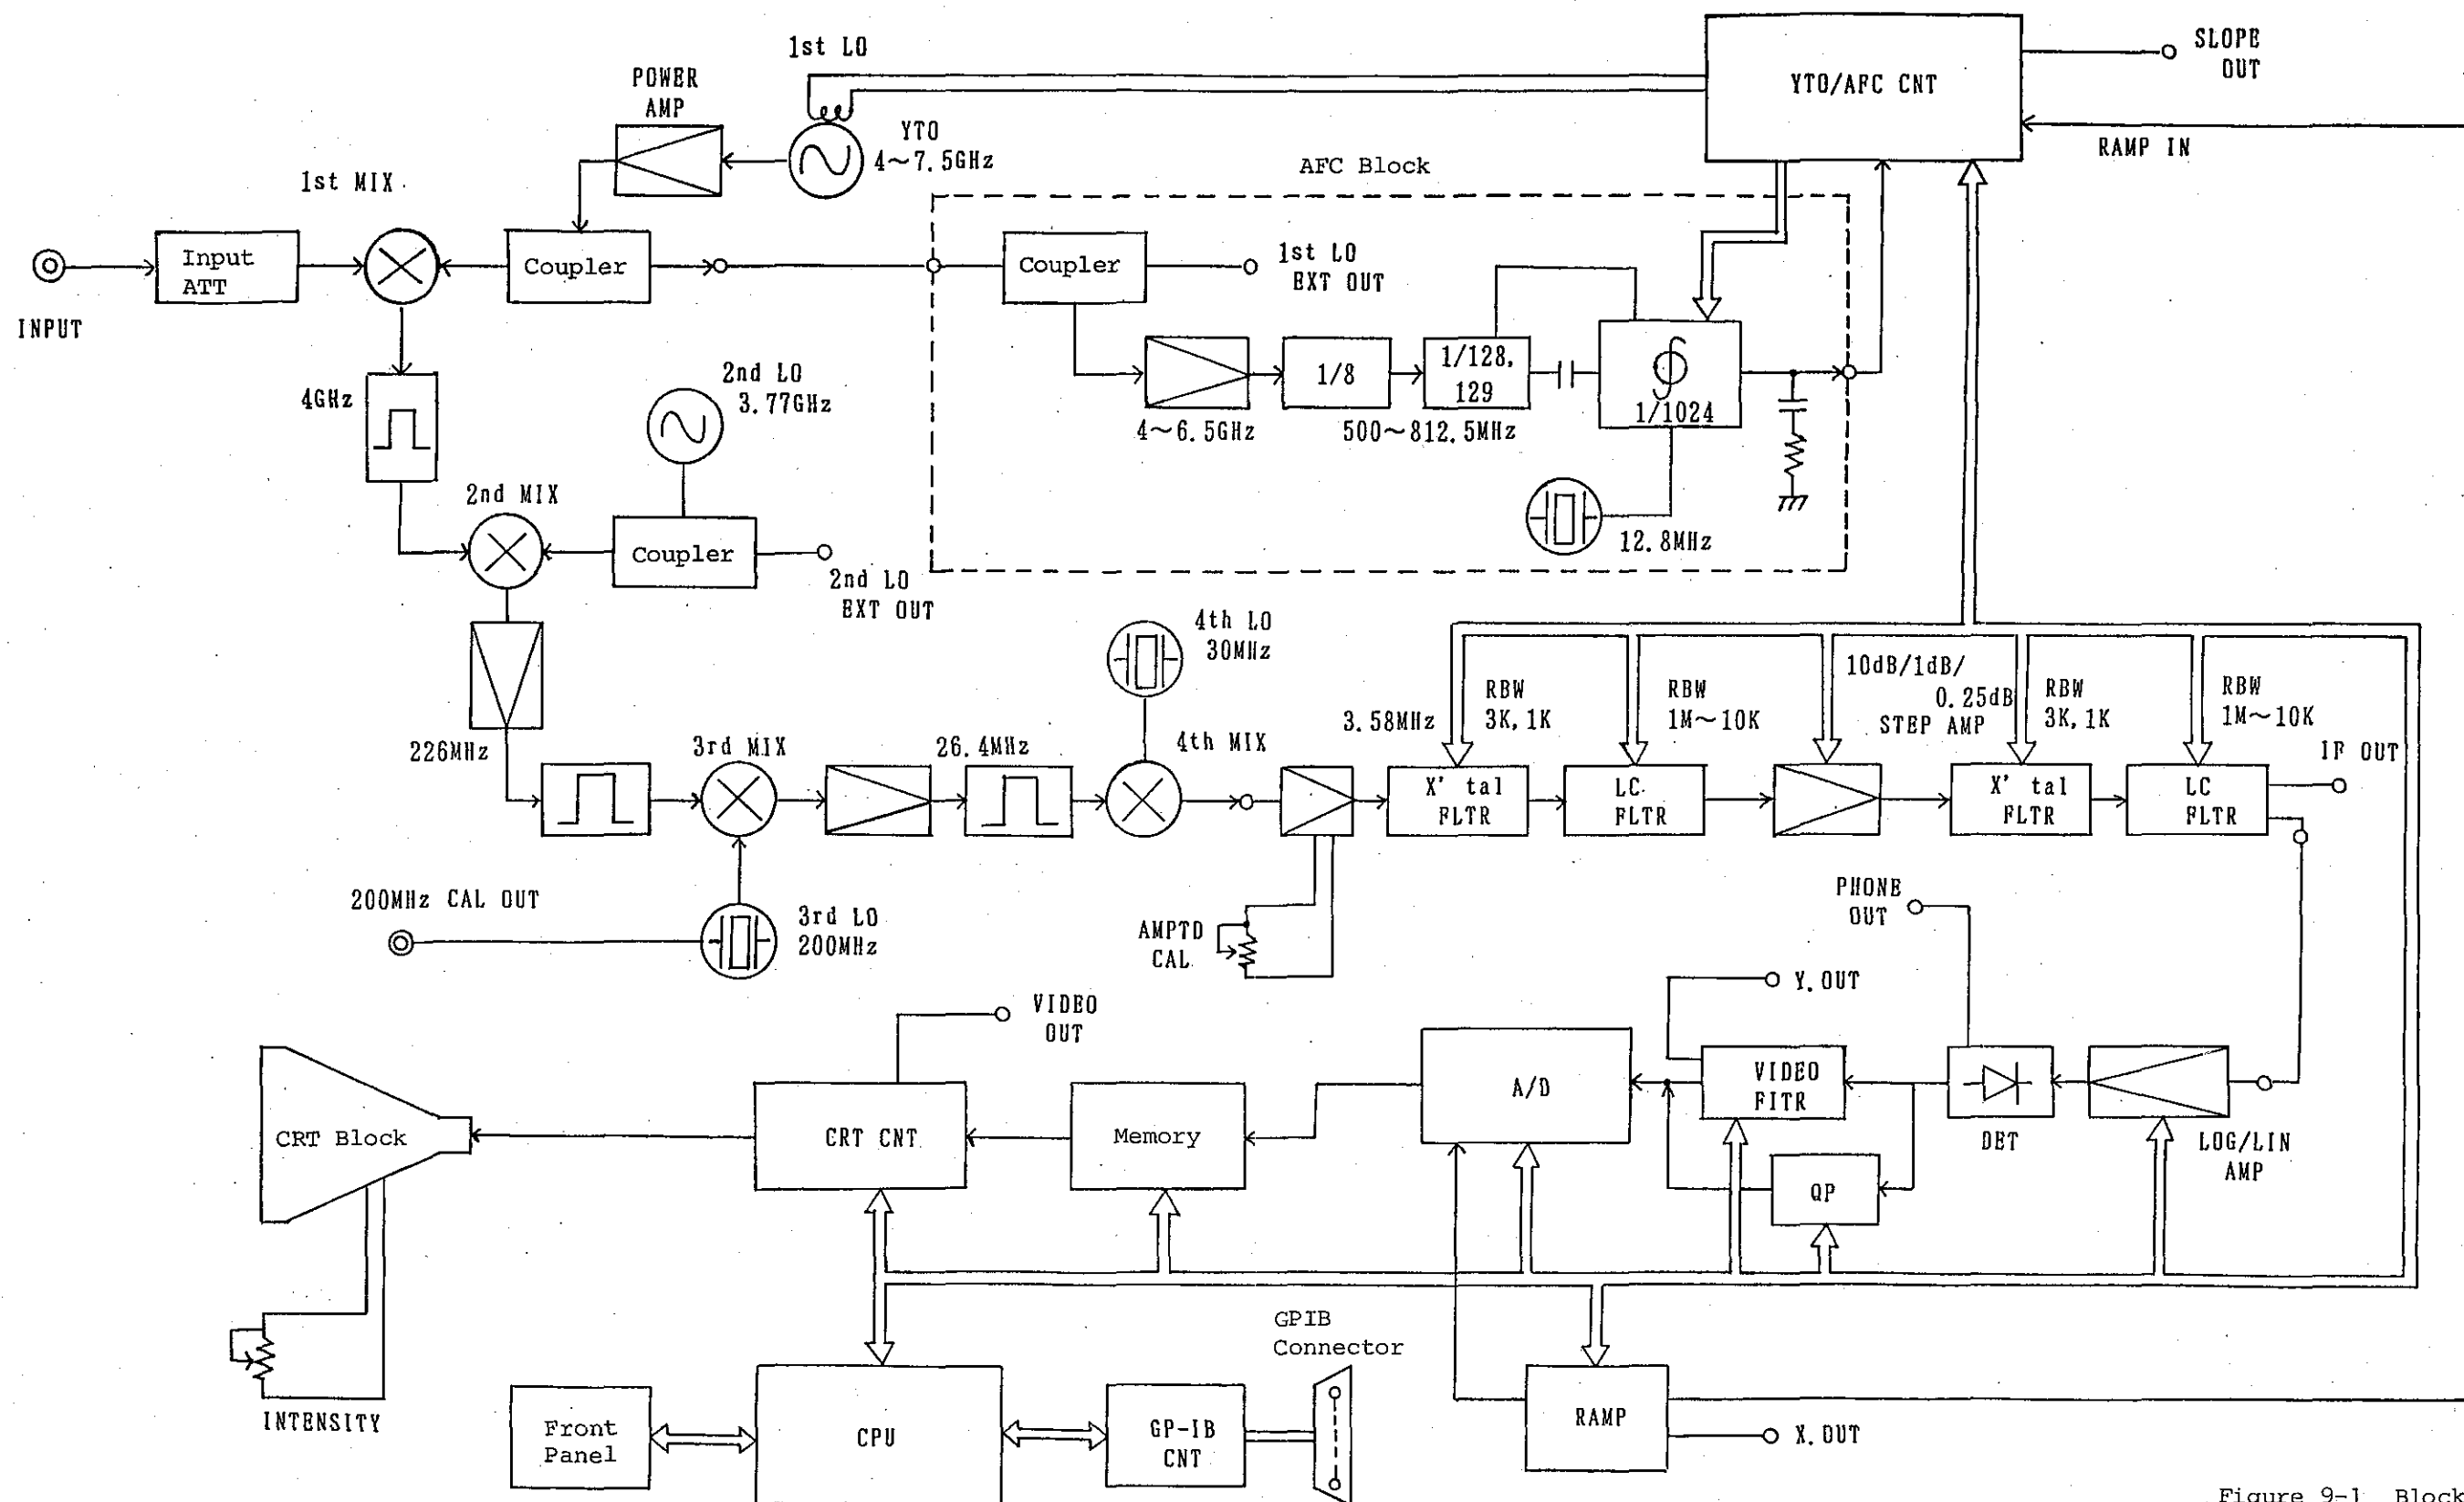 1st LO
POWER
AMP
YTO
4~7.5GHz
YTO/AFC CNT
SLOPE
OUT
RAMP IN
AFC Block
1st MIX
INPUT
Input
ATT
Coupler
Coupler
1st LO
EXT OUT
4GHz
2nd LO
3.77GHz
1/8
1/128,
129
∮
1/1024
4~6.5GHz
500~812.5MHz
12.8MHz
2nd MIX
Coupler
2nd LO
EXT OUT
4th LO
30MHz
226MHz
3rd MIX
26.4MHz
4th MIX
3.58MHz
RBW
3K,1K
RBW
1M~10K
10dB/1dB/
0.25dB
STEP AMP
RBW
3K,1K
RBW
1M~10K
IF OUT
X'tal
FLTR
LC
FLTR
X'tal
FLTR
LC
FLTR
200MHz CAL OUT
3rd LO
200MHz
AMPTD
CAL
PHONE
OUT
Y.OUT
VIDEO
OUT
CRT Block
CRT CNT
Memory
A/D
VIDEO
FITR
DET
LOG/LIN
AMP
QP
INTENSITY
Front
Panel
CPU
GP-IB
CNT
GPIB
Connector
RAMP
X.OUT
Figure 9-1 Block